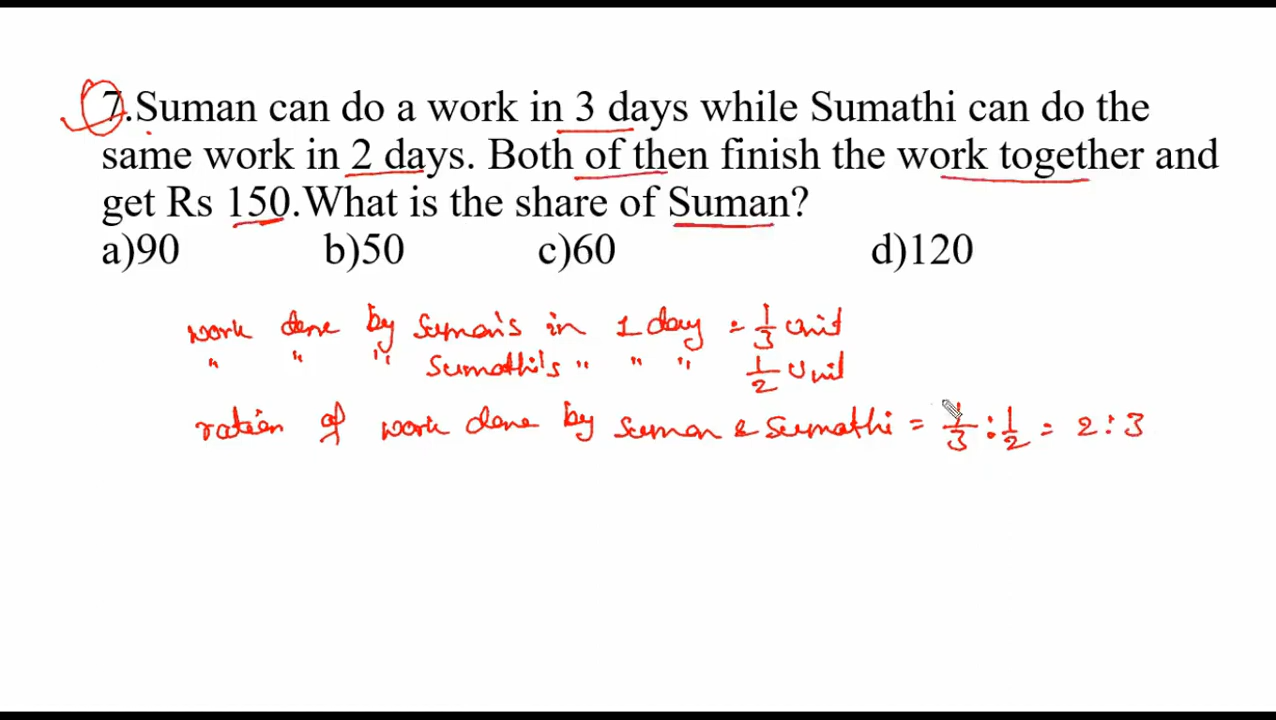 7.Suman can do a work in 3 days while Sumathi can do the
same work in 2 days. Both of then finish the work together and
get Rs 150.What is the share of Suman?
a)90 b)50 c)60 d)120
work done by Suman's in 1 day = 1/3 Unit
" " " Sumathi's " " " 1/2 Unit
ration of work done by Suman & Sumathi = 1/3 : 1/2 = 2 : 3